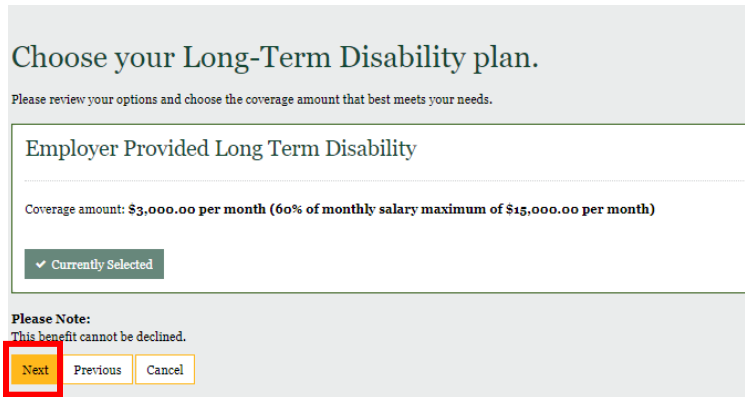 Choose your Long-Term Disability plan.
Please review your options and choose the coverage amount that best meets your needs.
Employer Provided Long Term Disability
Coverage amount: $3,000.00 per month (60% of monthly salary maximum of $15,000.00 per month)
✔ Currently Selected
Please Note:
This benefit cannot be declined.
Next Previous Cancel